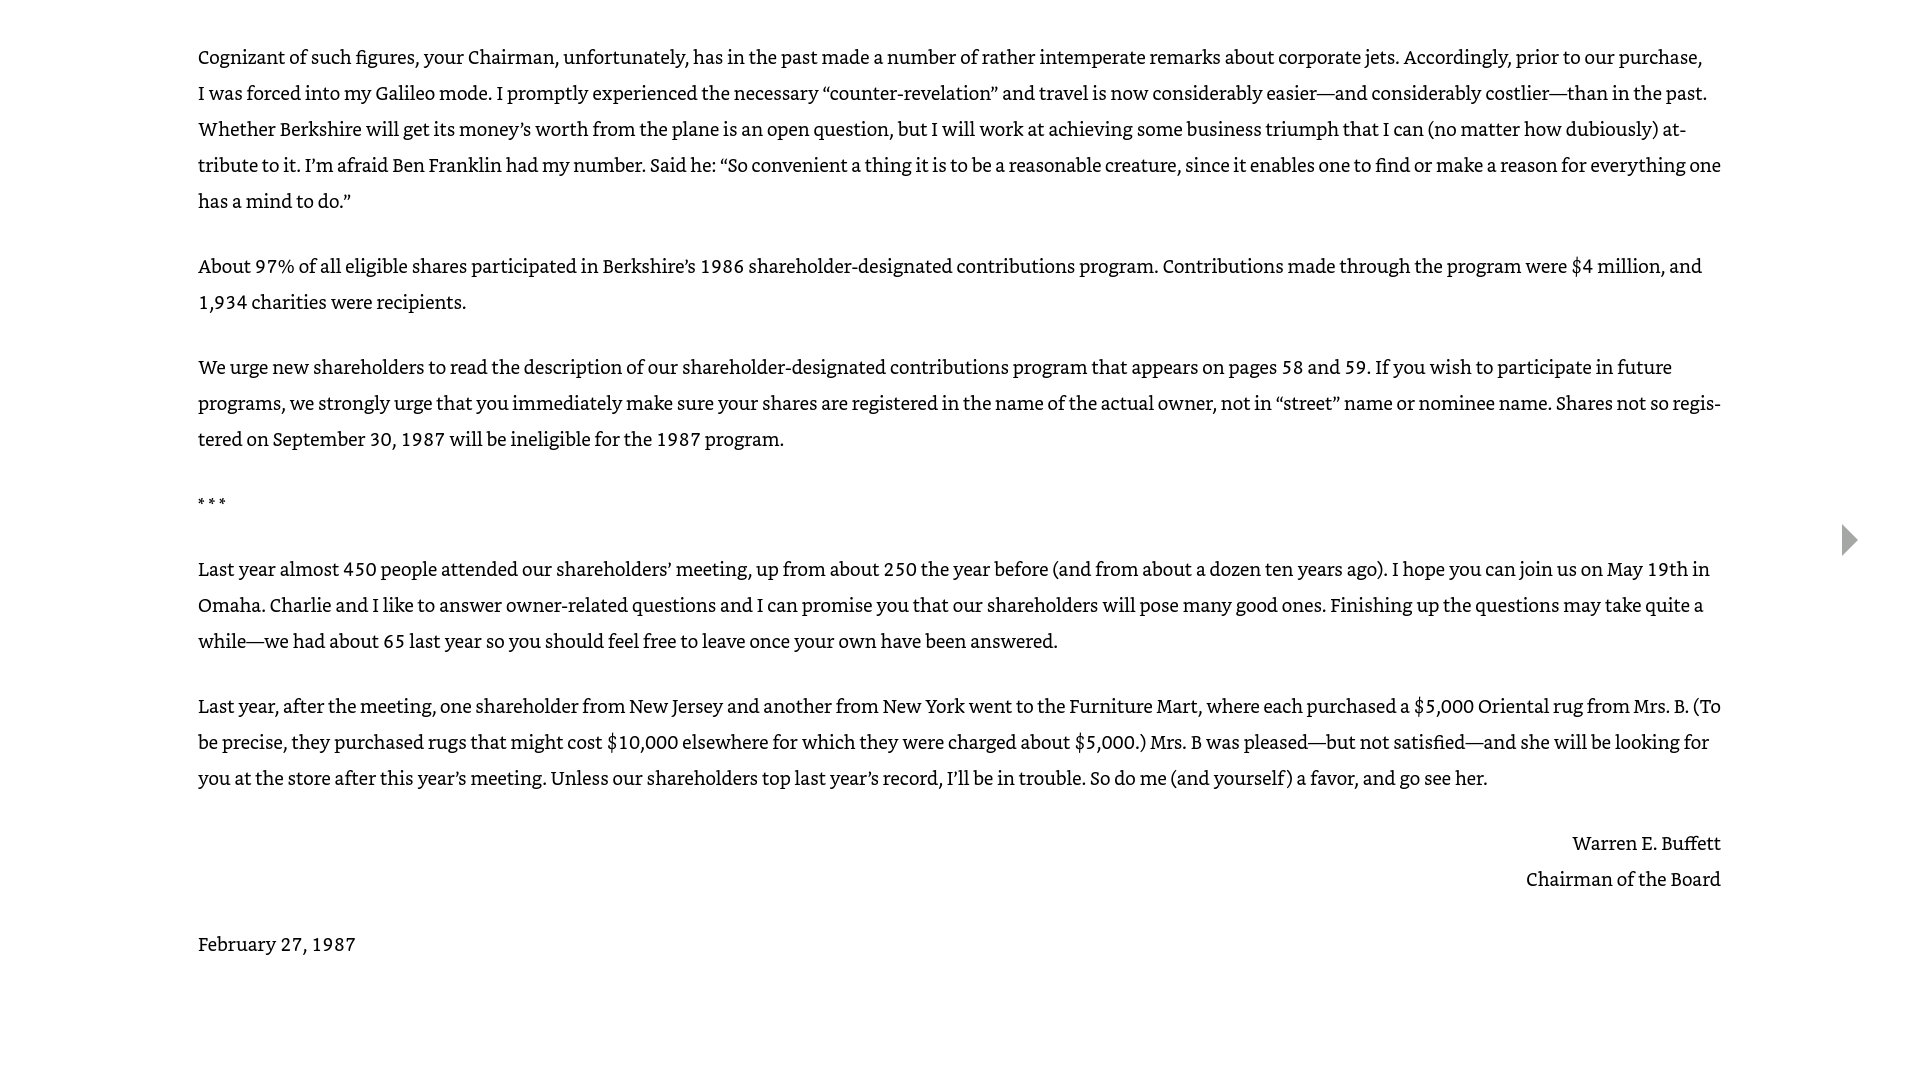 Cognizant of such figures, your Chairman, unfortunately, has in the past made a number of rather intemperate remarks about corporate jets. Accordingly, prior to our purchase,
I was forced into my Galileo mode. I promptly experienced the necessary “counter-revelation” and travel is now considerably easier—and considerably costlier—than in the past.
Whether Berkshire will get its money’s worth from the plane is an open question, but I will work at achieving some business triumph that I can (no matter how dubiously) at-
tribute to it. I’m afraid Ben Franklin had my number. Said he: “So convenient a thing it is to be a reasonable creature, since it enables one to find or make a reason for everything one
has a mind to do.”
About 97% of all eligible shares participated in Berkshire’s 1986 shareholder-designated contributions program. Contributions made through the program were $4 million, and
1,934 charities were recipients.
We urge new shareholders to read the description of our shareholder-designated contributions program that appears on pages 58 and 59. If you wish to participate in future
programs, we strongly urge that you immediately make sure your shares are registered in the name of the actual owner, not in “street” name or nominee name. Shares not so regis-
tered on September 30, 1987 will be ineligible for the 1987 program.
* * *
Last year almost 450 people attended our shareholders’ meeting, up from about 250 the year before (and from about a dozen ten years ago). I hope you can join us on May 19th in
Omaha. Charlie and I like to answer owner-related questions and I can promise you that our shareholders will pose many good ones. Finishing up the questions may take quite a
while—we had about 65 last year so you should feel free to leave once your own have been answered.
Last year, after the meeting, one shareholder from New Jersey and another from New York went to the Furniture Mart, where each purchased a $5,000 Oriental rug from Mrs. B. (To
be precise, they purchased rugs that might cost $10,000 elsewhere for which they were charged about $5,000.) Mrs. B was pleased—but not satisfied—and she will be looking for
you at the store after this year’s meeting. Unless our shareholders top last year’s record, I’ll be in trouble. So do me (and yourself) a favor, and go see her.
Warren E. Buffett
Chairman of the Board
February 27, 1987